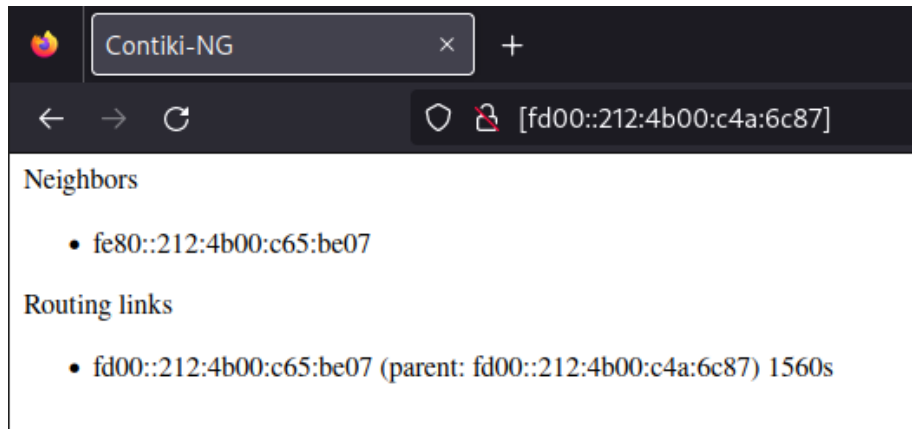 Contiki-NG
[fd00::212:4b00:c4a:6c87]
Neighbors
• fe80::212:4b00:c65:be07
Routing links
• fd00::212:4b00:c65:be07 (parent: fd00::212:4b00:c4a:6c87) 1560s